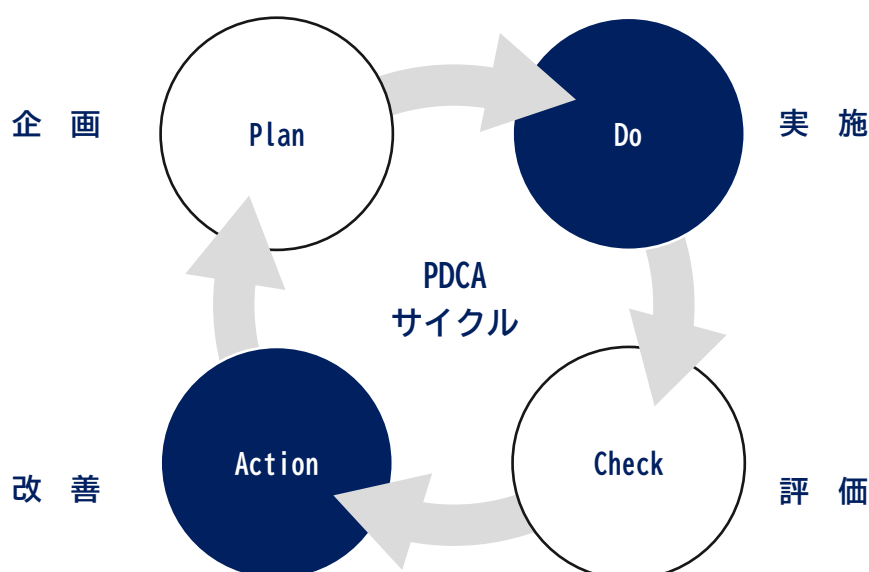 企画
Plan
Do
実施
PDCA
サイクル
改善
Action
Check
評価